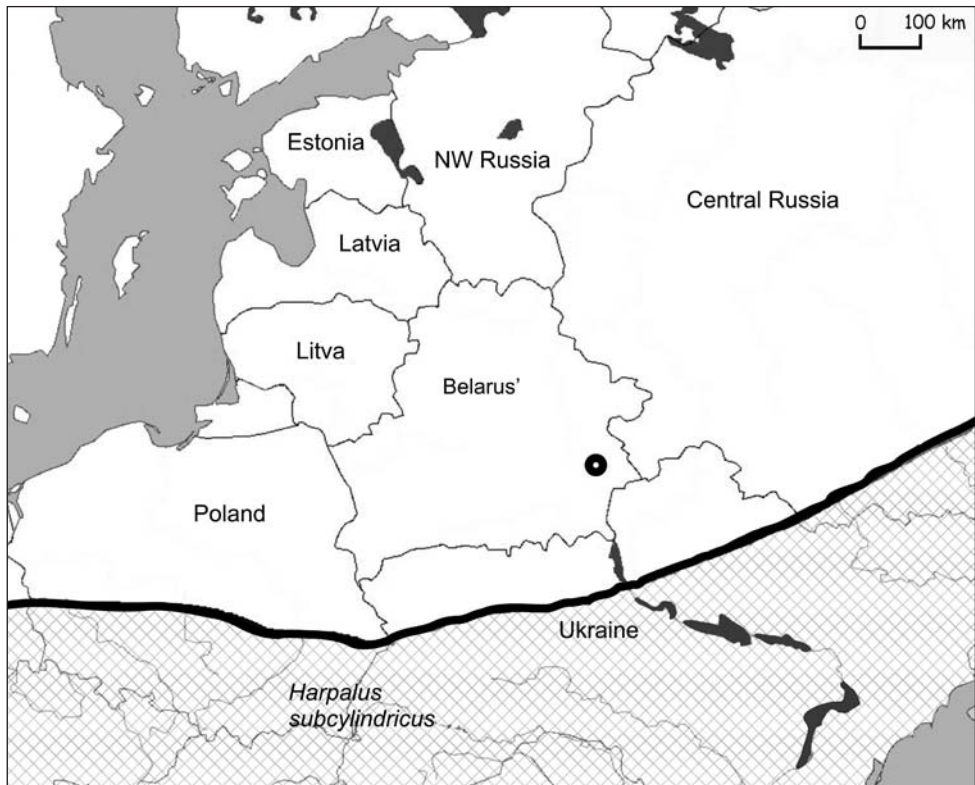 0 100 km
Estonia
NW Russia
Central Russia
Latvia
Litva
Belarus’
Poland
Ukraine
Harpalus
subcylindricus